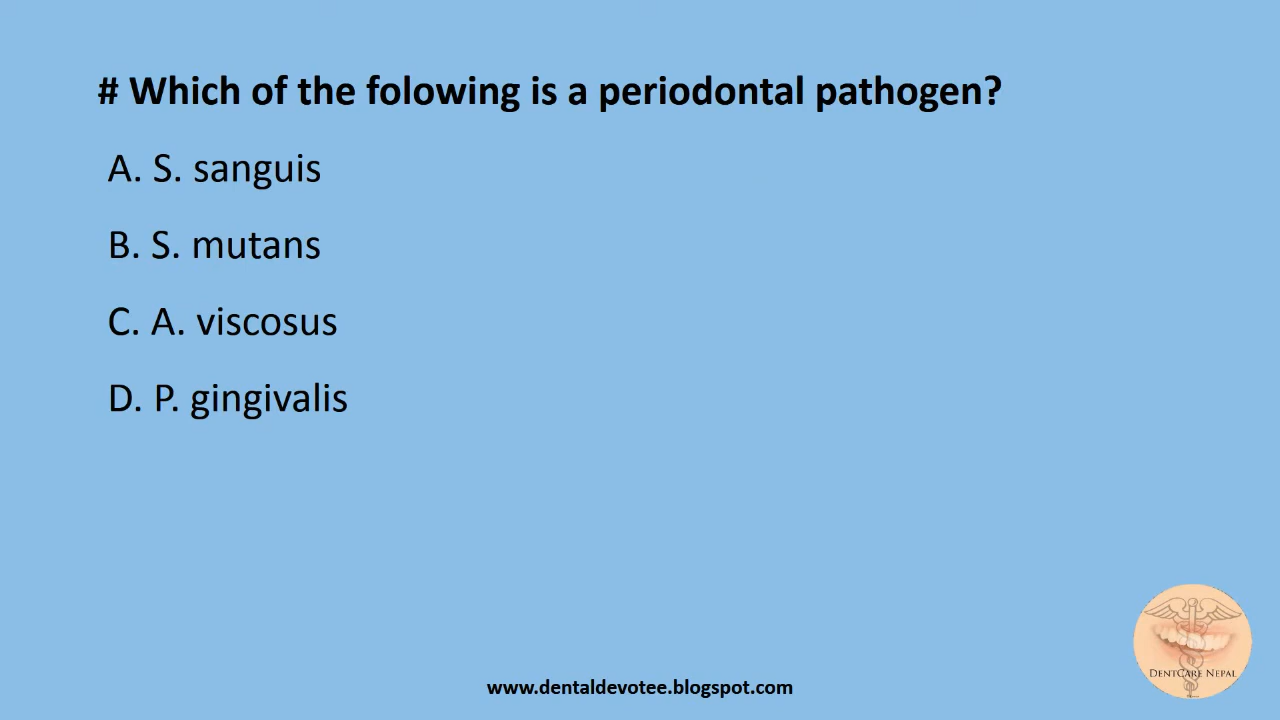 # Which of the folowing is a periodontal pathogen?
A. S. sanguis
B. S. mutans
C. A. viscosus
D. P. gingivalis
DENTCARE NEPAL
www.dentaldevotee.blogspot.com